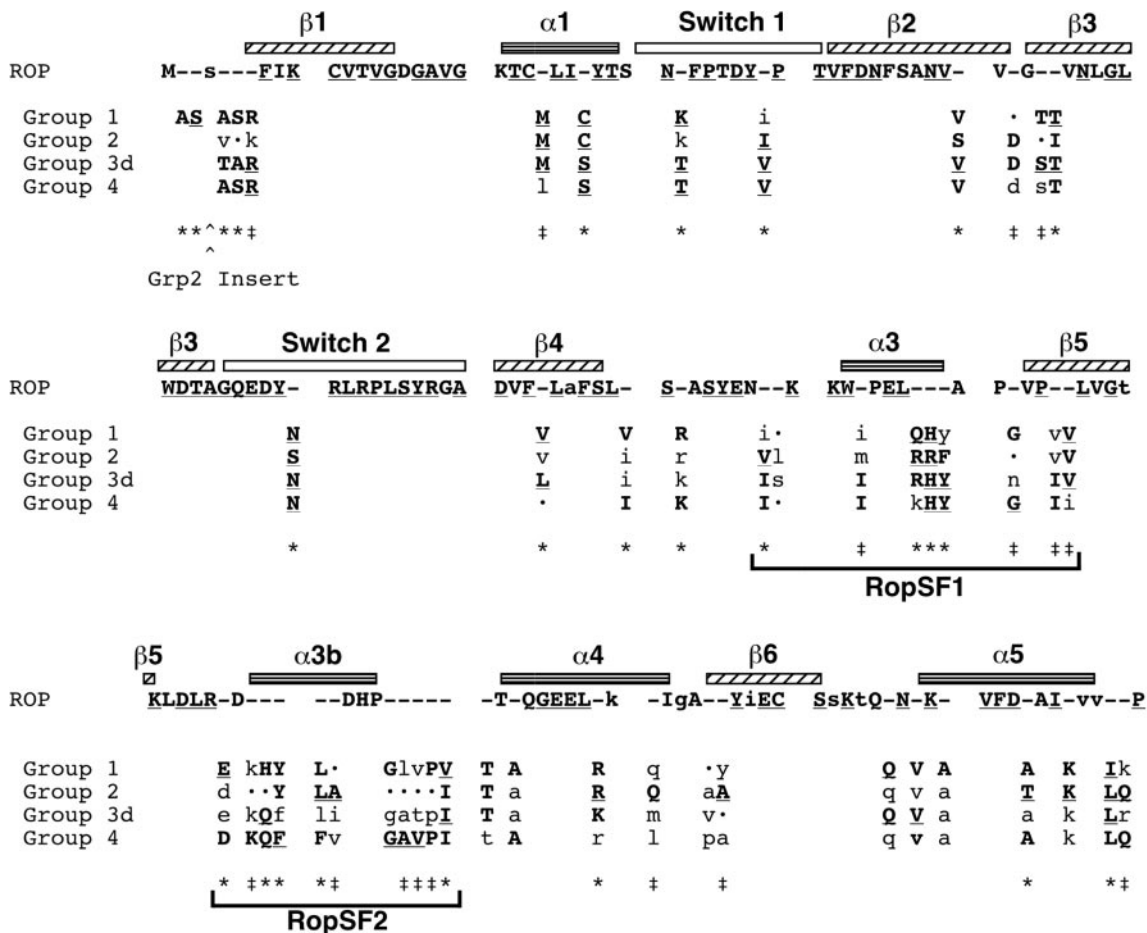 β1 α1 Switch 1 β2 β3
ROP M--s---FIK CVTVGDGAVG KTC-LI-YTS N-FPTDY-P TVFDNFSANV- V-G--VNLGL
Group 1 AS ASR M C K i V · TT
Group 2 v·k M C k I S D ·I
Group 3d TAR M S T V V D ST
Group 4 ASR l S T V V d sT
**^**‡ ‡ * * * * ‡ ‡*
^
Grp2 Insert
β3 Switch 2 β4 α3 β5
ROP WDTAGQEDY- RLRPLSYRGA DVF-LaFSL- S-ASYEN--K KW-PEL---A P-VP--LVGt
Group 1 N V V R i· i QHy G vV
Group 2 S v i r Vl m RRF · vV
Group 3d N L i k Is I RHY n IV
Group 4 N · I K I· I kHY G Ii
* * * * * ‡ *** ‡ ‡‡
RopSF1
β5 α3b α4 β6 α5
ROP KLDLR-D--- --DHP----- -T-QGEEL-k -IgA--YiEC SsKtQ-N-K- VFD-AI-vv--P
Group 1 E kHY L· GlvPV T A R q ·y Q V A A K Ik
Group 2 d ··Y LA ····I T a R Q aA q v a T K LQ
Group 3d e kQf li gatpI T a K m v· Q V a a k Lr
Group 4 D KQF Fv GAVPI t A r l pa q v a A k LQ
* ‡** *‡ ‡‡‡* * ‡ ‡ * *‡
RopSF2